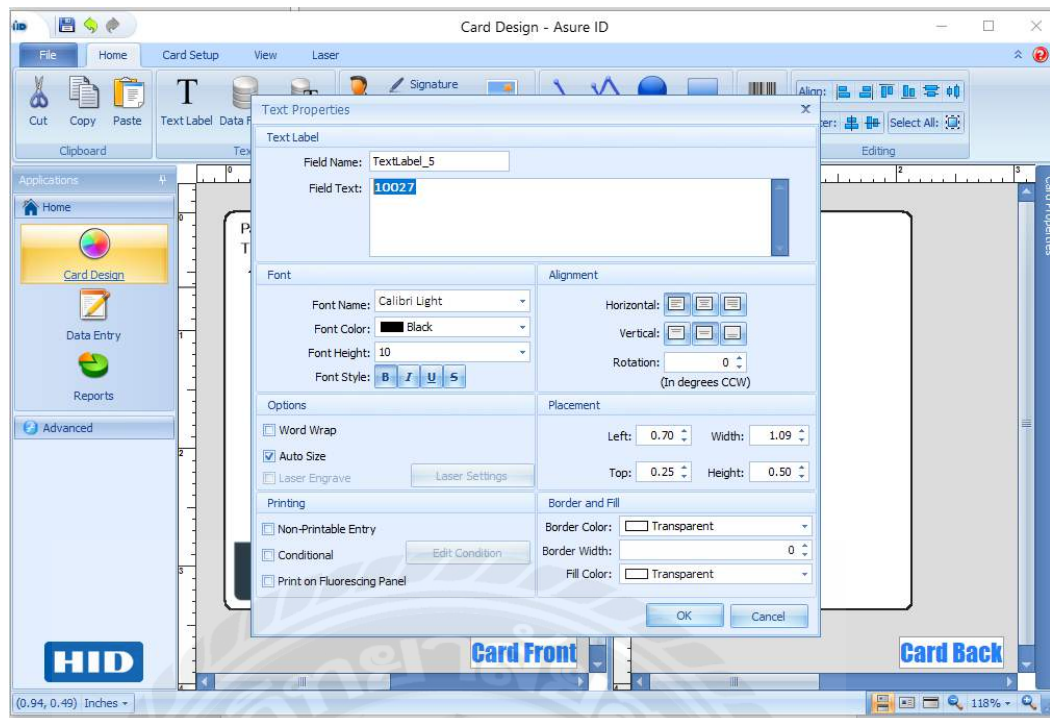 Card Design - Asure ID
File Home Card Setup View Laser
Signature
Cut Copy Paste Text Label Data F
Align:
Select All:
Clipboard Tex Editing
Text Properties
Text Label
Field Name: TextLabel_5
Field Text: 10027
Font
Font Name: Calibri Light
Font Color: Black
Font Height: 10
Font Style: B I U S
Alignment
Horizontal:
Vertical:
Rotation: 0
(In degrees CCW)
Options
Word Wrap
Auto Size
Laser Engrave Laser Settings
Placement
Left: 0.70 Width: 1.09
Top: 0.25 Height: 0.50
Printing
Non-Printable Entry
Conditional Edit Condition
Print on Fluorescing Panel
Border and Fill
Border Color: Transparent
Border Width: 0
Fill Color: Transparent
OK Cancel
Applications
Home
Card Design
Data Entry
Reports
Advanced
HID
Card Front
Card Back
Card Properties
(0.94, 0.49) Inches
118%